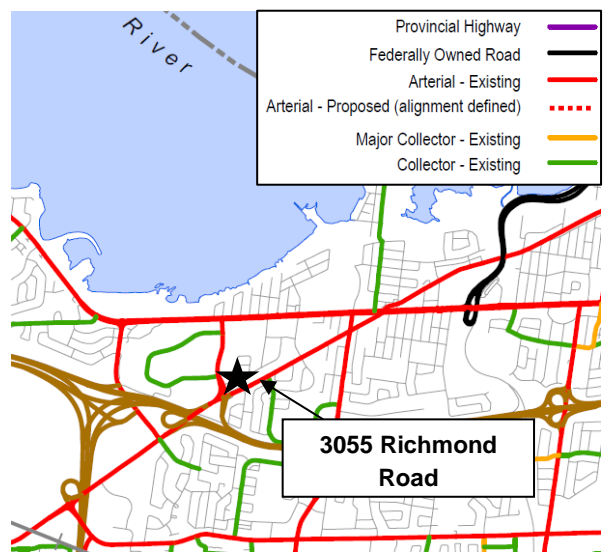 River
Provincial Highway
Federally Owned Road
Arterial - Existing
Arterial - Proposed (alignment defined)
Major Collector - Existing
Collector - Existing
3055 Richmond
Road